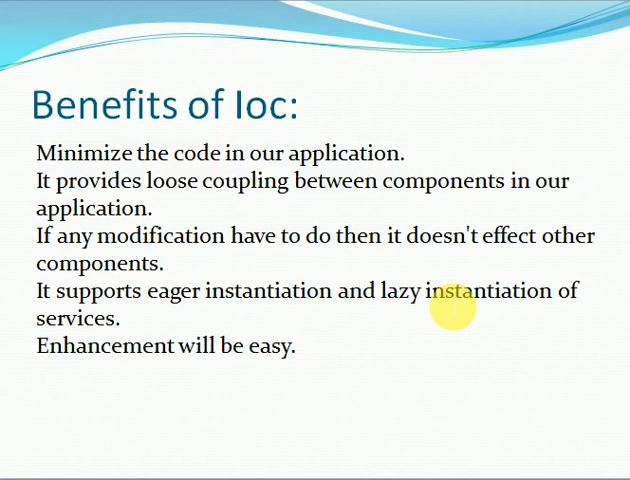 Benefits of Ioc:
Minimize the code in our application.
It provides loose coupling between components in our
application.
If any modification have to do then it doesn't effect other
components.
It supports eager instantiation and lazy instantiation of
services.
Enhancement will be easy.